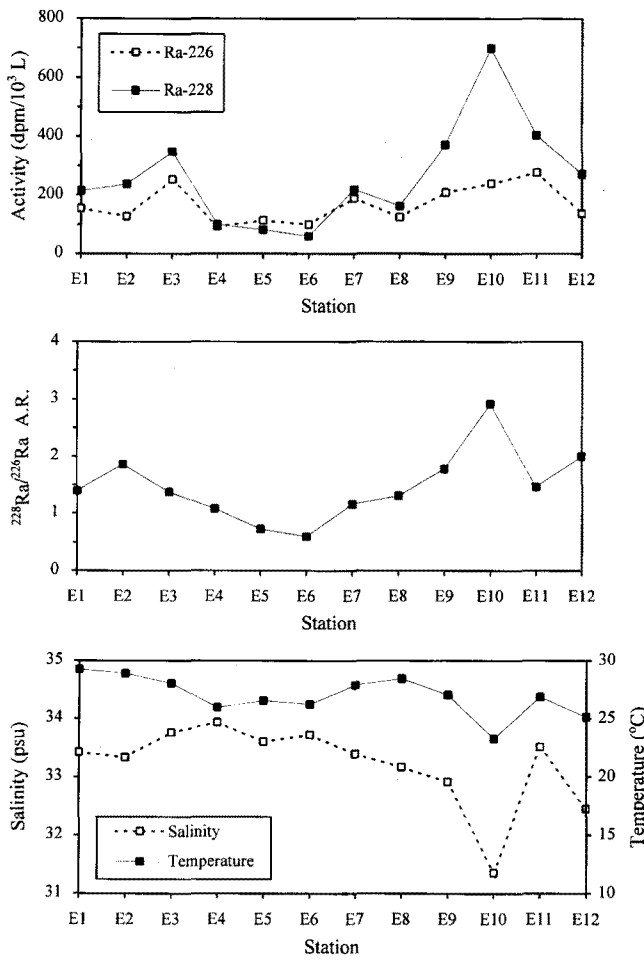 800
600
400
200
0
Activity (dpm/10³ L)
Ra-226
Ra-228
E1 E2 E3 E4 E5 E6 E7 E8 E9 E10 E11 E12
Station
4
3
2
1
0
²²⁸Ra/²²⁶Ra A.R.
E1 E2 E3 E4 E5 E6 E7 E8 E9 E10 E11 E12
Station
35
34
33
32
31
Salinity (psu)
Salinity
Temperature
30
25
20
15
10
Temperature (°C)
E1 E2 E3 E4 E5 E6 E7 E8 E9 E10 E11 E12
Station